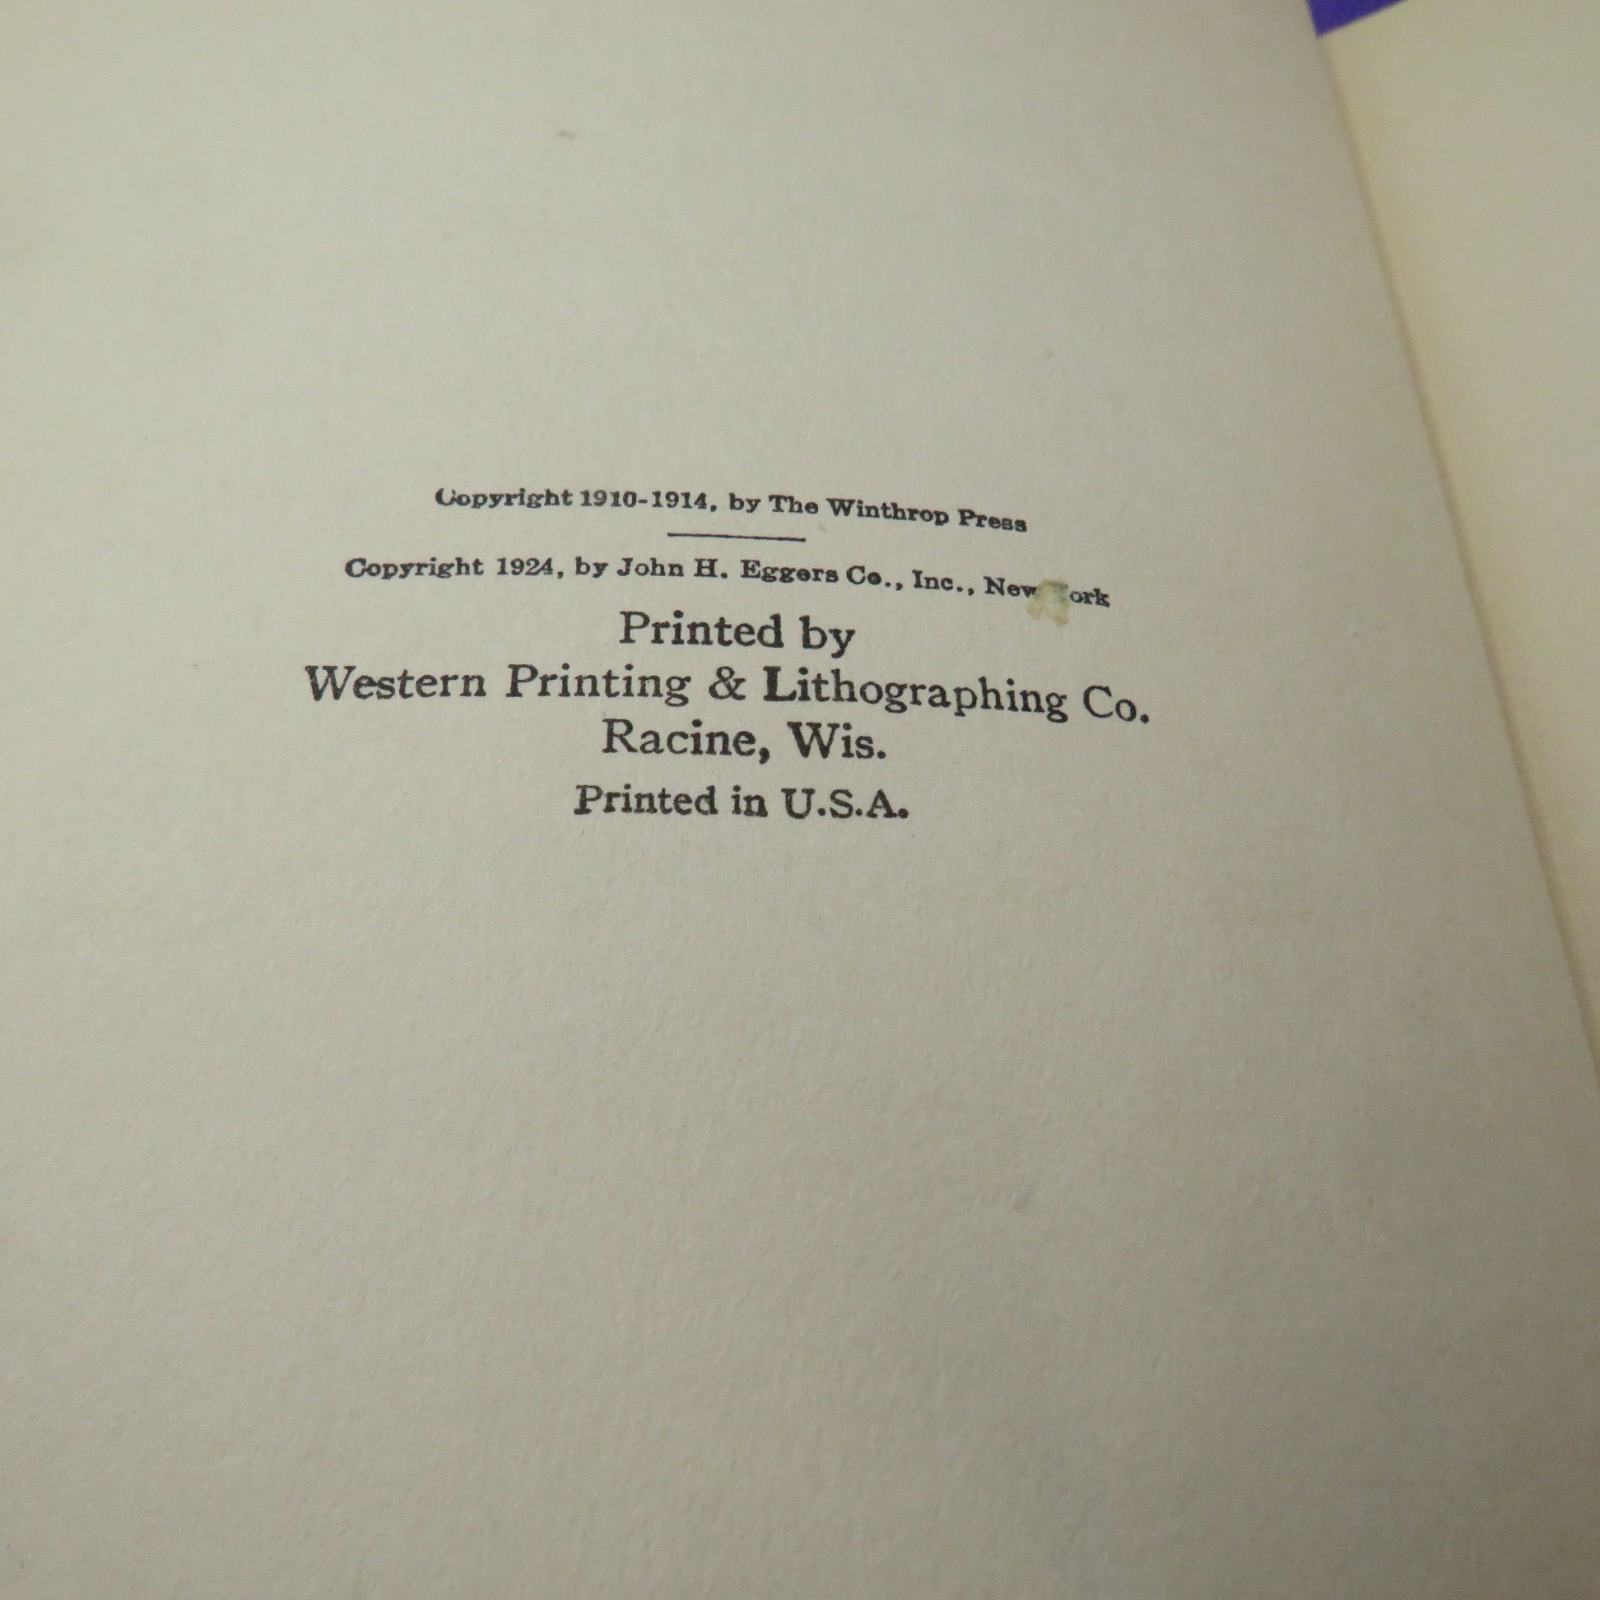 Copyright 1910-1914, by The Winthrop Press
Copyright 1924, by John H. Eggers Co., Inc., New York
Printed by
Western Printing & Lithographing Co.
Racine, Wis.
Printed in U.S.A.